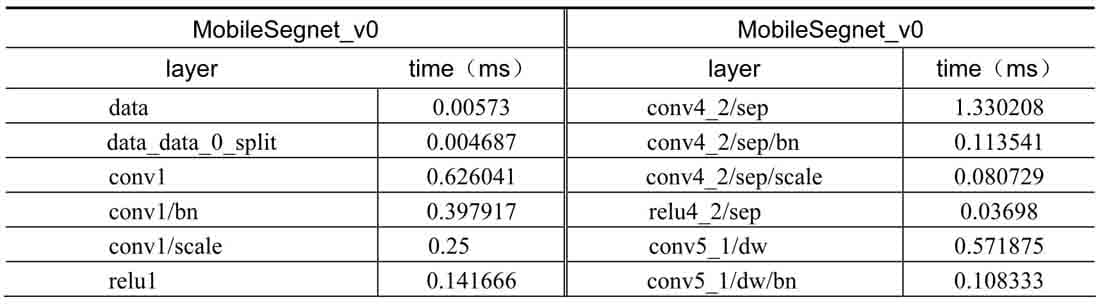 MobileSegnet_v0 MobileSegnet_v0
layer time（ms） layer time（ms）
data 0.00573 conv4_2/sep 1.330208
data_data_0_split 0.004687 conv4_2/sep/bn 0.113541
conv1 0.626041 conv4_2/sep/scale 0.080729
conv1/bn 0.397917 relu4_2/sep 0.03698
conv1/scale 0.25 conv5_1/dw 0.571875
relu1 0.141666 conv5_1/dw/bn 0.108333